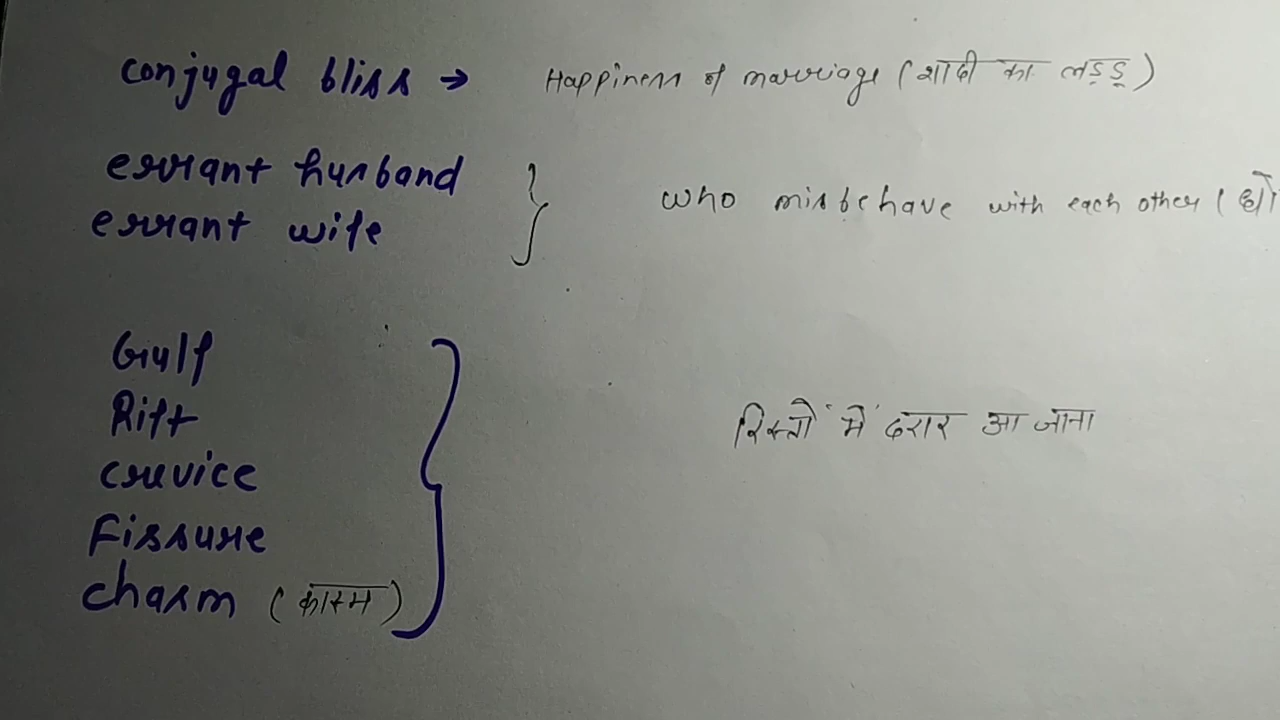 conjugal bliss → Happiness of marriage (शादी का लड्डू)
errant husband
errant wife } who misbehave with each other (
Gulf
Rift
crevice
Fissure
chasm (कास्म)
रिस्तों में दरार आ जाना